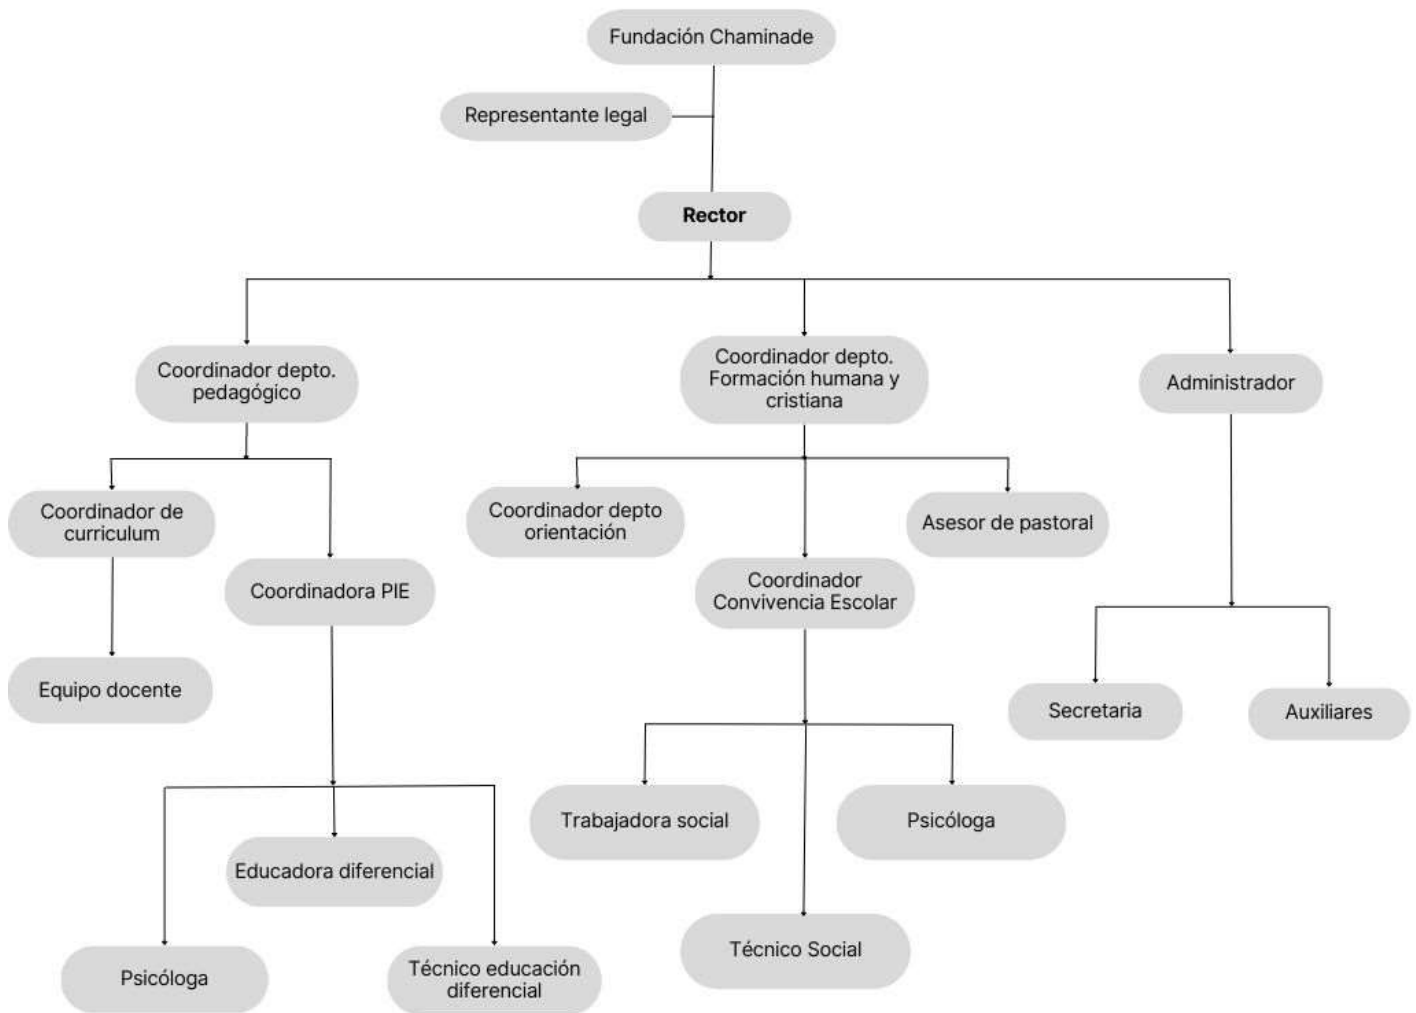 Fundación Chaminade
Representante legal
Rector
Coordinador depto.
pedagógico
Coordinador depto.
Formación humana y
cristiana
Administrador
Coordinador de
curriculum
Coordinador depto
orientación
Asesor de pastoral
Coordinadora PIE
Coordinador
Convivencia Escolar
Equipo docente
Secretaria
Auxiliares
Trabajadora social
Psicóloga
Educadora diferencial
Técnico Social
Psicóloga
Técnico educación
diferencial